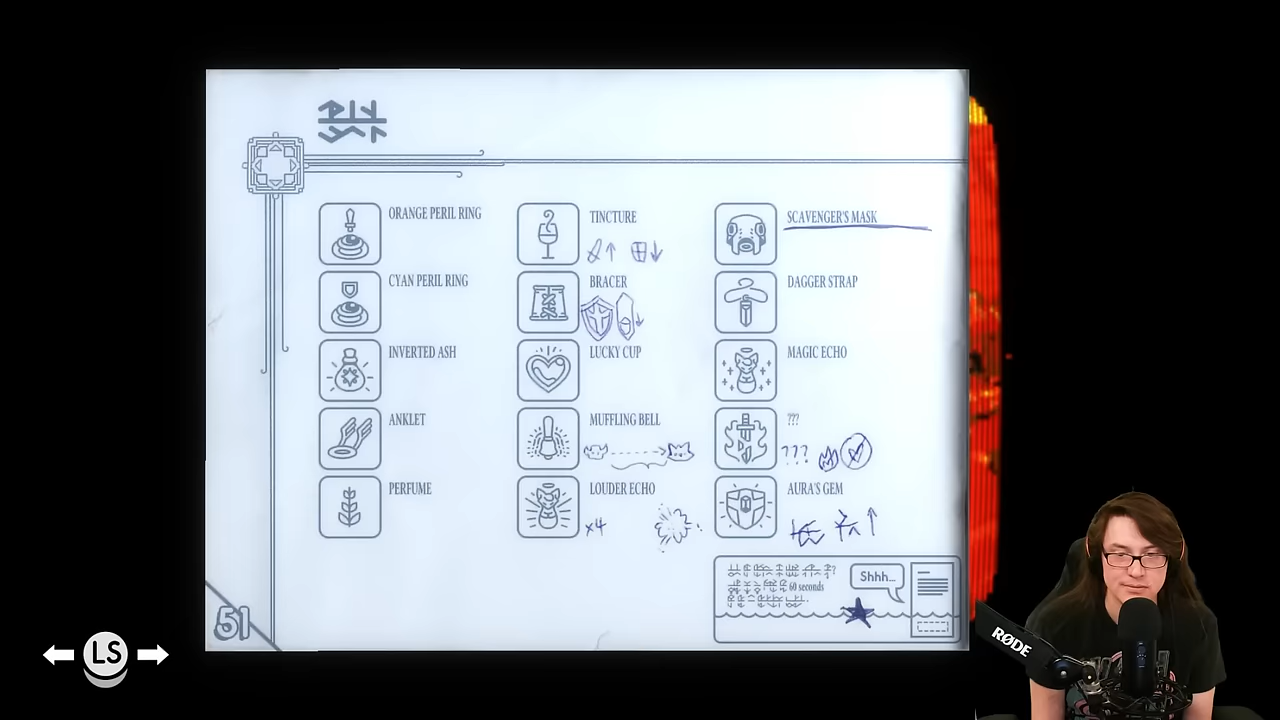 ORANGE PERIL RING
CYAN PERIL RING
INVERTED ASH
ANKLET
PERFUME
TINCTURE
BRACER
LUCKY CUP
MUFFLING BELL
LOUDER ECHO
x4
SCAVENGER'S MASK
DAGGER STRAP
MAGIC ECHO
???
???
AURA'S GEM
60 seconds
Shhh...
51
LS
RØDE